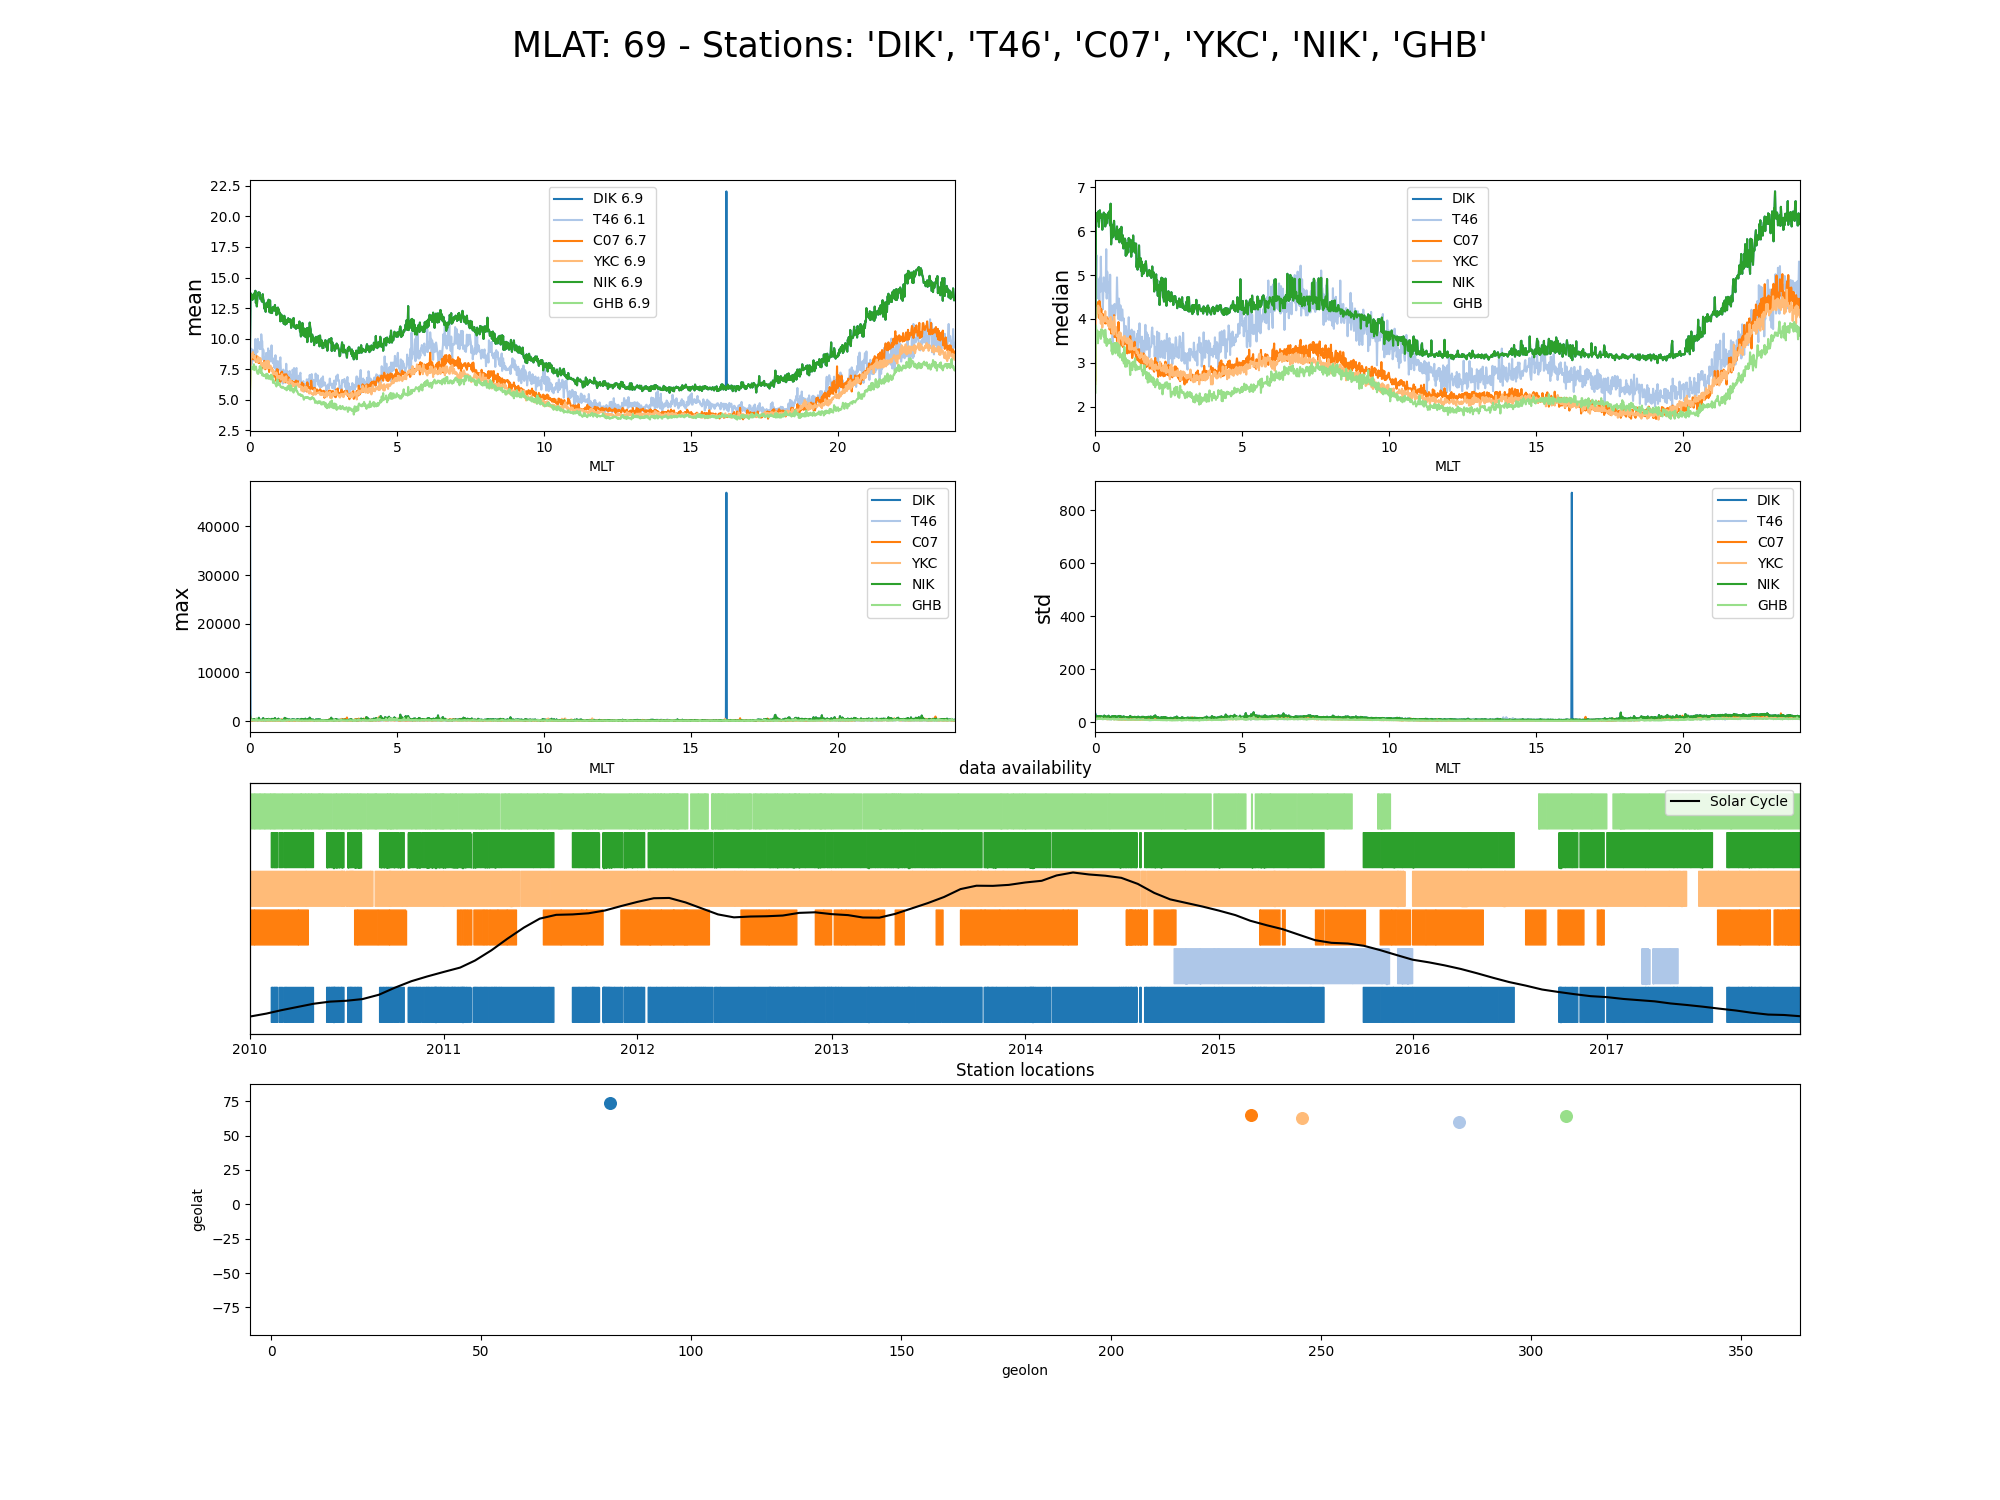 MLAT: 69 - Stations: 'DIK', 'T46', 'C07', 'YKC', 'NIK', 'GHB'
mean
22.5
20.0
17.5
15.0
12.5
10.0
7.5
5.0
2.5
DIK 6.9
T46 6.1
C07 6.7
YKC 6.9
NIK 6.9
GHB 6.9
0 5 10 15 20
MLT
median
7
6
5
4
3
2
DIK
T46
C07
YKC
NIK
GHB
0 5 10 15 20
MLT
max
40000
30000
20000
10000
0
DIK
T46
C07
YKC
NIK
GHB
0 5 10 15 20
MLT
std
800
600
400
200
0
DIK
T46
C07
YKC
NIK
GHB
0 5 10 15 20
MLT
data availability
Solar Cycle
2010 2011 2012 2013 2014 2015 2016 2017
Station locations
geolat
75
50
25
0
−25
−50
−75
0 50 100 150 200 250 300 350
geolon